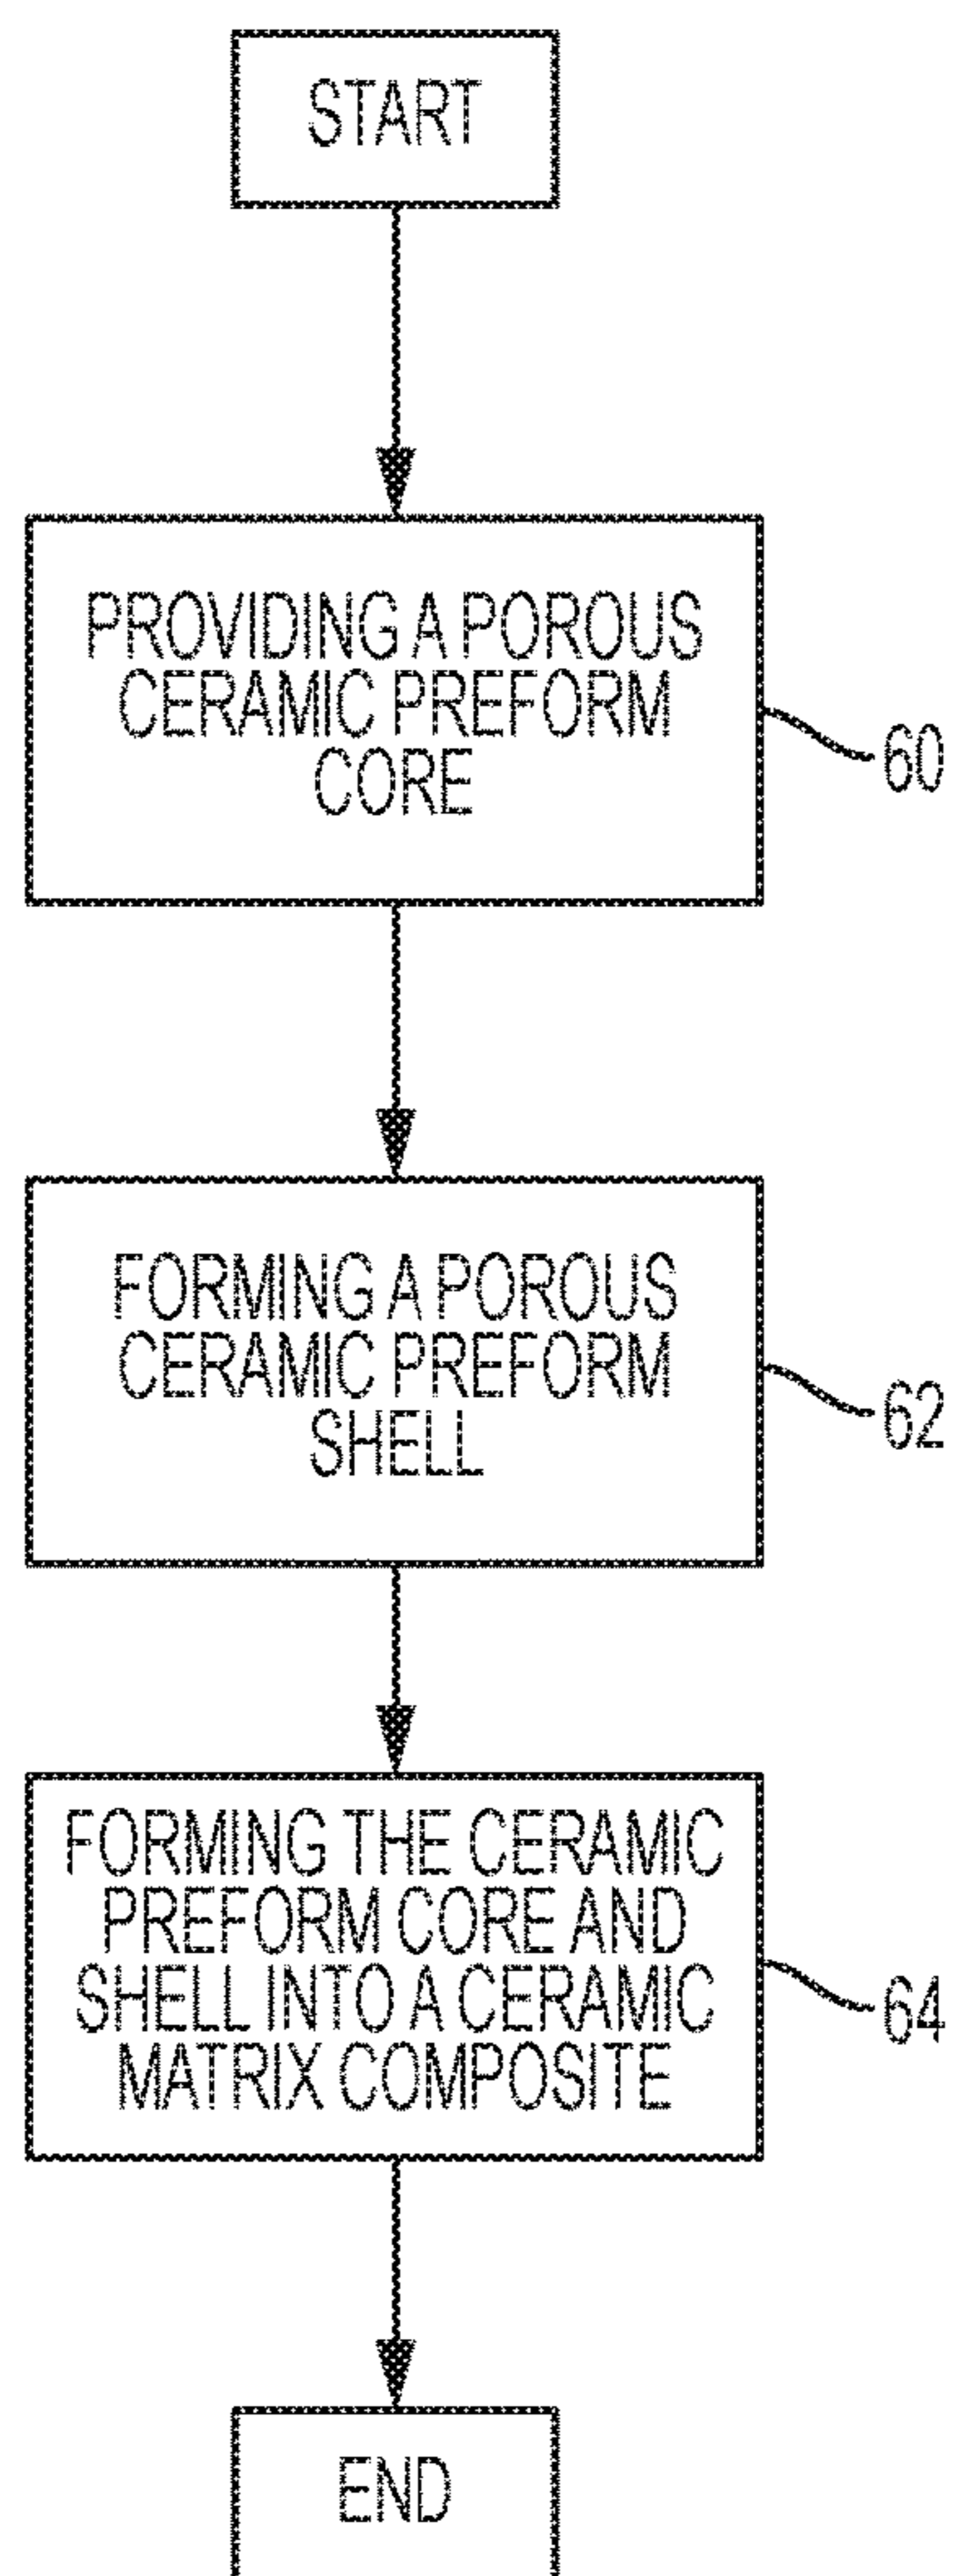 START
PROVIDING A POROUS
CERAMIC PREFORM
CORE
60
FORMING A POROUS
CERAMIC PREFORM
SHELL
62
FORMING THE CERAMIC
PREFORM CORE AND
SHELL INTO A CERAMIC
MATRIX COMPOSITE
64
END